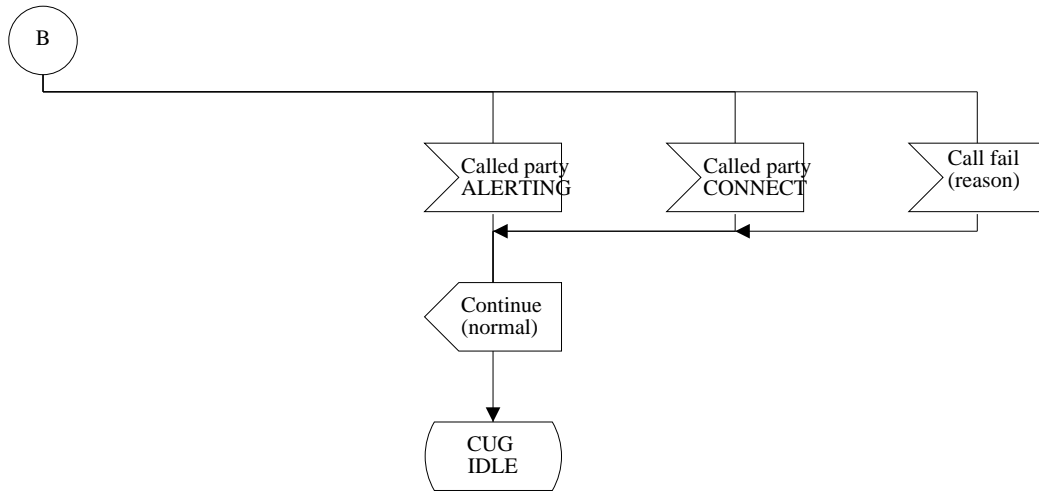 B
Called party
ALERTING
Called party
CONNECT
Call fail
(reason)
Continue
(normal)
CUG
IDLE